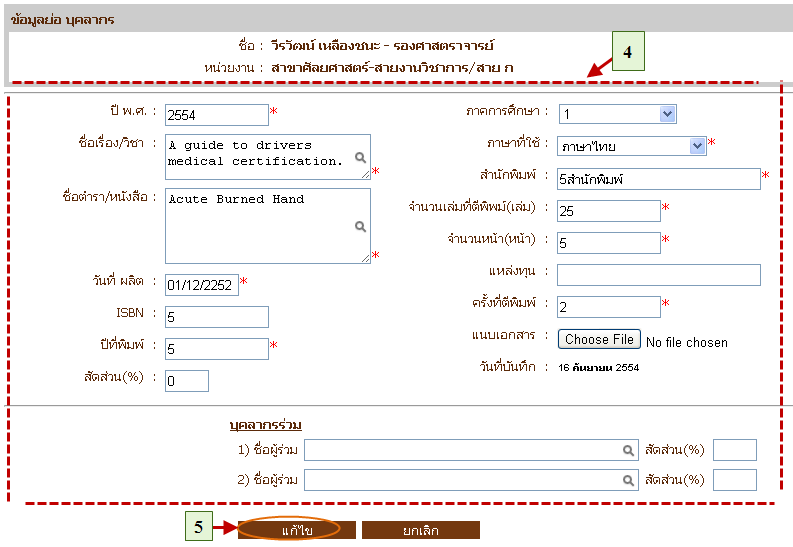 ข้อมูลย่อ บุคลากร
ชื่อ : วีรวัฒน์ เหลืองชนะ - รองศาสตราจารย์
หน่วยงาน : สาขาศิลยศาสตร์-สายงานวิชาการ/สาย ก
4
ปี พ.ศ. : 2554 *
ภาคการศึกษา : 1
ชื่อเรื่อง/วิชา : A guide to drivers
medical certification. *
ภาษาที่ใช้ : ภาษาไทย *
สำนักพิมพ์ : 5สำนักพิมพ์ *
ชื่อตำรา/หนังสือ : Acute Burned Hand *
จำนวนเล่มที่ตีพิพม์(เล่ม) : 25 *
จำนวนหน้า(หน้า) : 5 *
แหล่งทุน :
วันที่ ผลิต : 01/12/2252 *
ครั้งที่ตีพิมพ์ : 2 *
ISBN : 5
แนบเอกสาร : Choose File No file chosen
ปีที่พิมพ์ : 5 *
วันที่บันทึก : 16 กันยายน 2554
สัดส่วน(%) : 0
บุคลากรร่วม
1) ชื่อผู้ร่วม สัดส่วน(%)
2) ชื่อผู้ร่วม สัดส่วน(%)
5 แก้ไข ยกเลิก